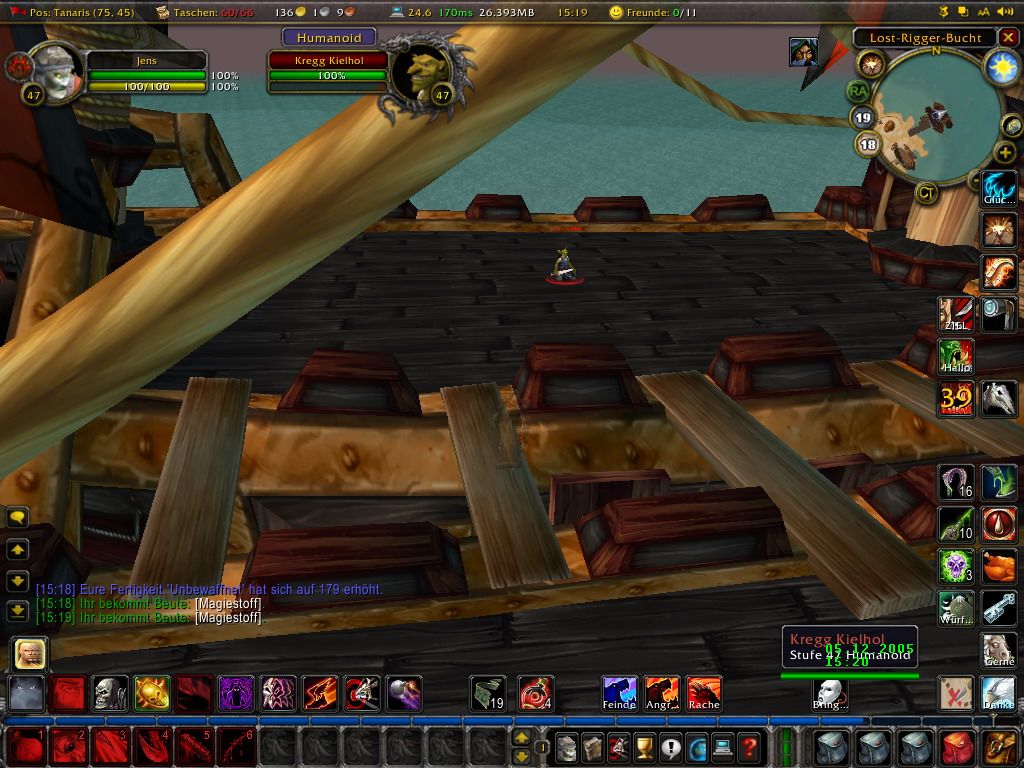 Pos: Tanaris (75, 45) Taschen: 60/66 136 1 9 24.6 170ms 26.393MB 15:19 Freunde: 0/11
Humanoid
Lost-Rigger-Bucht
Jens
Kregg Kielhol
100%
100%
47
100/100
100%
47
N
RA
19
18
CT
Glüc...
ZIEL
Hallo
39
16
10
3
Würf...
[15:18] Eure Fertigkeit 'Unbewaffnet' hat sich auf 179 erhöht.
[15:18] Ihr bekommt Beute: [Magiestoff].
[15:19] Ihr bekommt Beute: [Magiestoff].
Kregg Kielhol
Stufe 47 Humanoid
05.12.2005
15:20
Gerne
19
4
Feinde
Angr...
Rache
Bring...
Danke
1 2 3 4 5 6
1